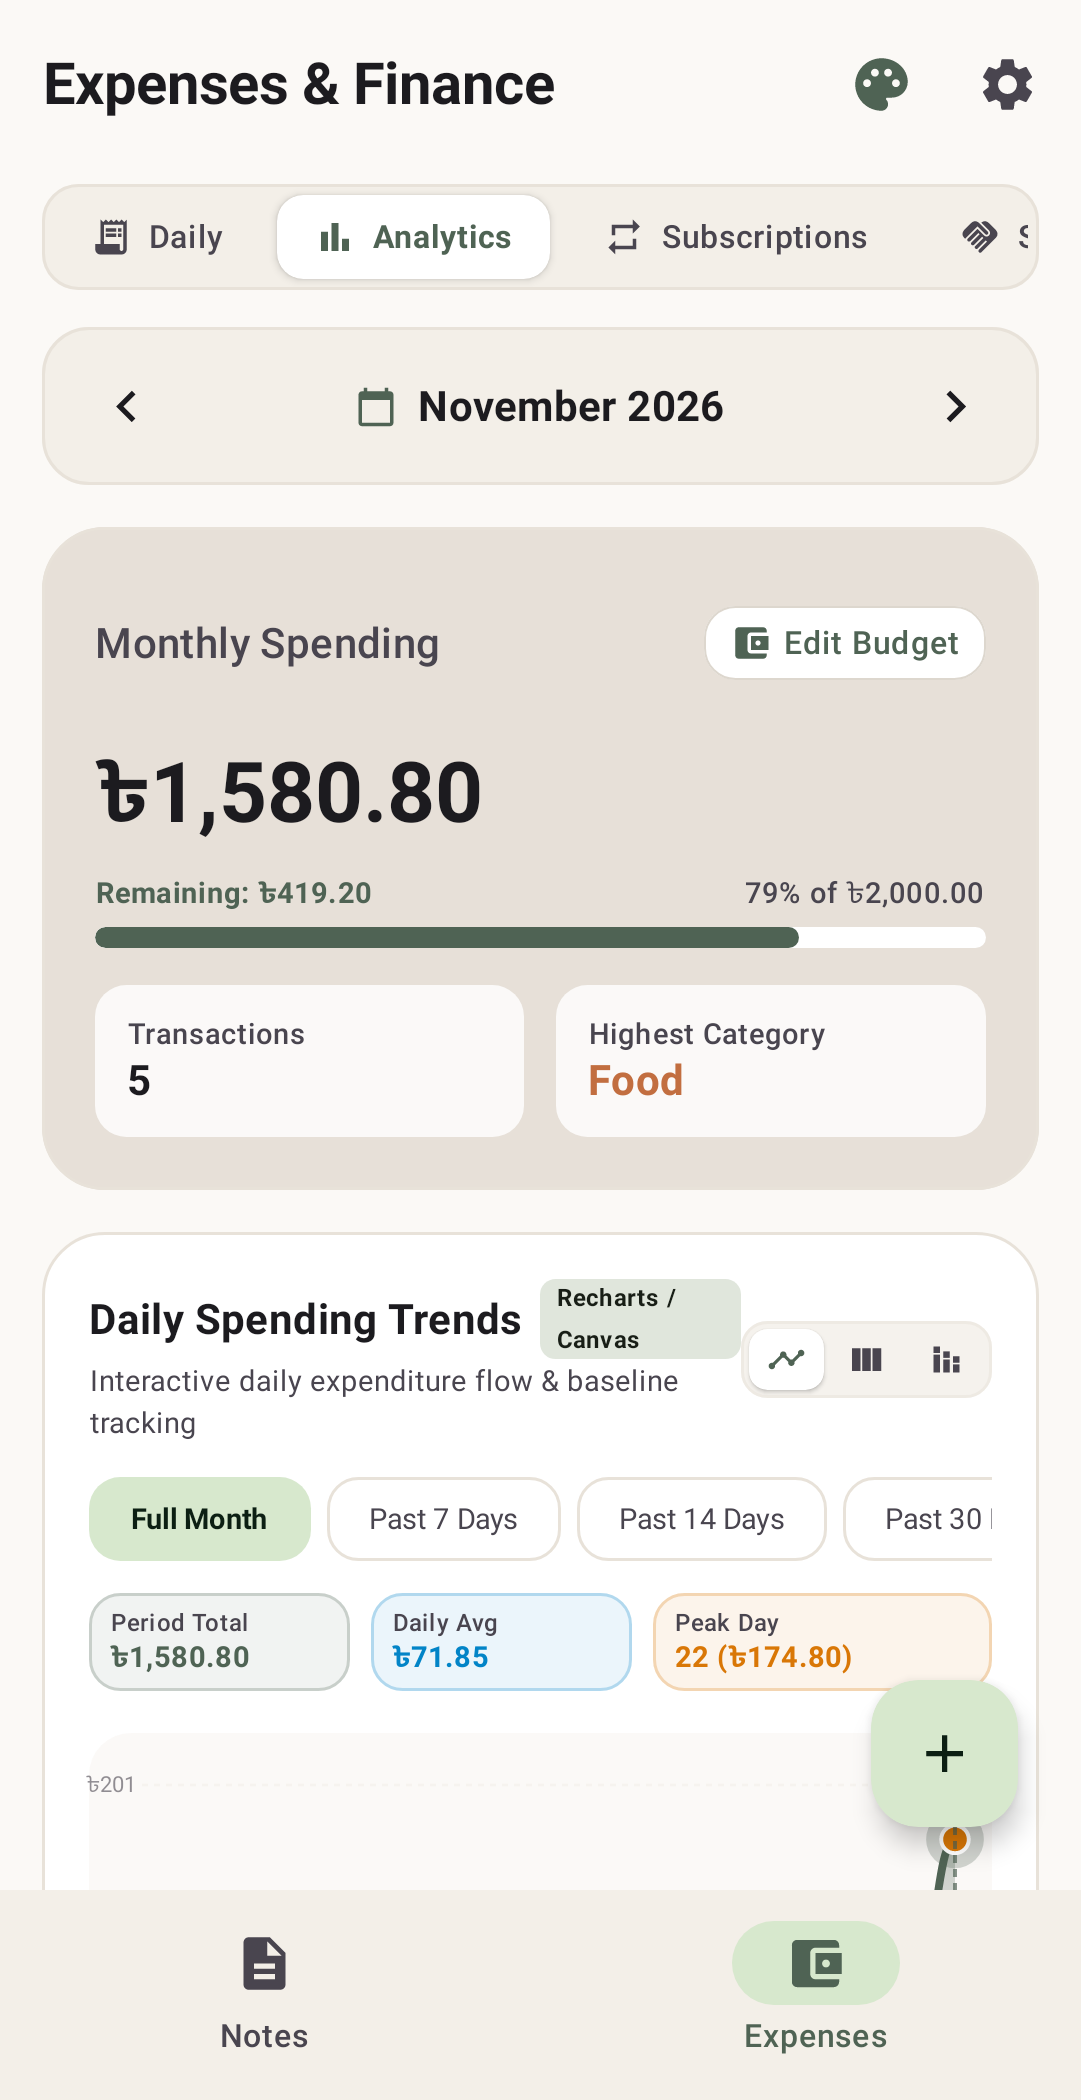 Expenses & Finance
Daily
Analytics
Subscriptions
November 2026
Monthly Spending
Edit Budget
৳1,580.80
Remaining: ৳419.20
79% of ৳2,000.00
Transactions
5
Highest Category
Food
Daily Spending Trends
Recharts /
Canvas
Interactive daily expenditure flow & baseline
tracking
Full Month
Past 7 Days
Past 14 Days
Past 30
Period Total
৳1,580.80
Daily Avg
৳71.85
Peak Day
22 (৳174.80)
৳201
Notes
Expenses